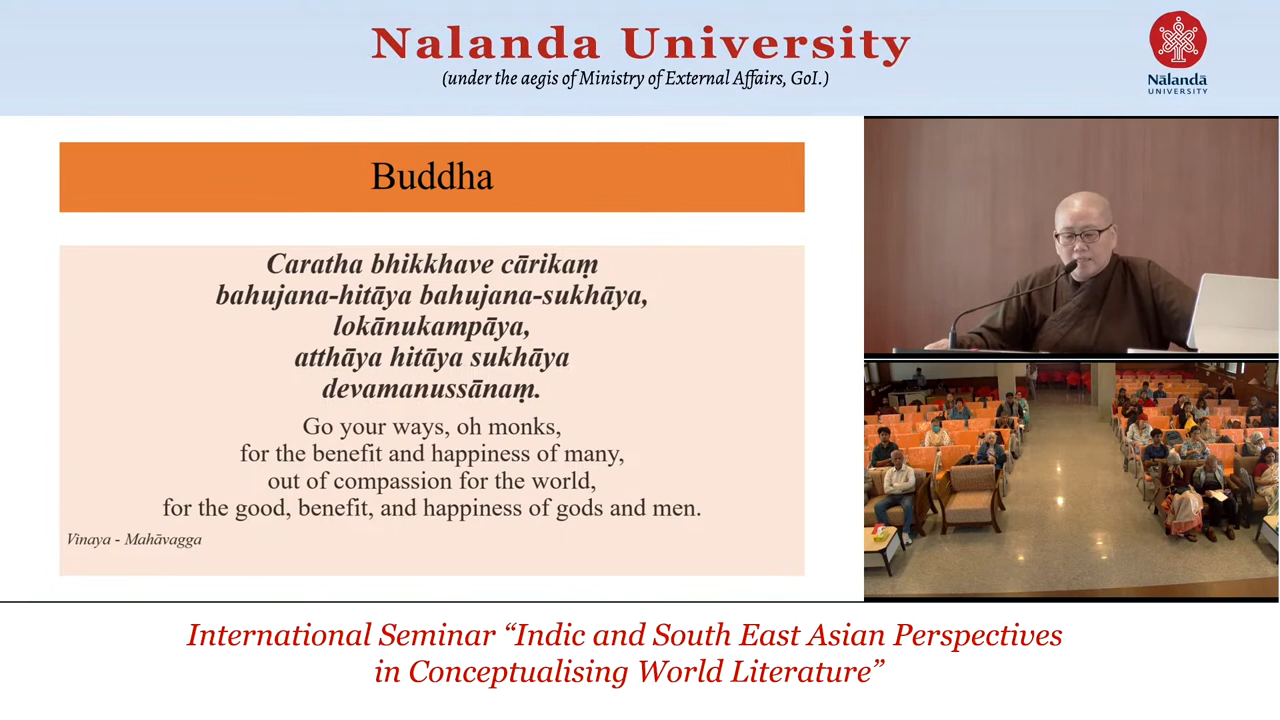 Nalanda University
(under the aegis of Ministry of External Affairs, GoI.)
Nālandā
UNIVERSITY
Buddha
Caratha bhikkhave cārikaṃ
bahujana-hitāya bahujana-sukhāya,
lokānukampāya,
atthāya hitāya sukhāya
devamanussānaṃ.
Go your ways, oh monks,
for the benefit and happiness of many,
out of compassion for the world,
for the good, benefit, and happiness of gods and men.
Vinaya - Mahāvagga
International Seminar “Indic and South East Asian Perspectives
in Conceptualising World Literature”